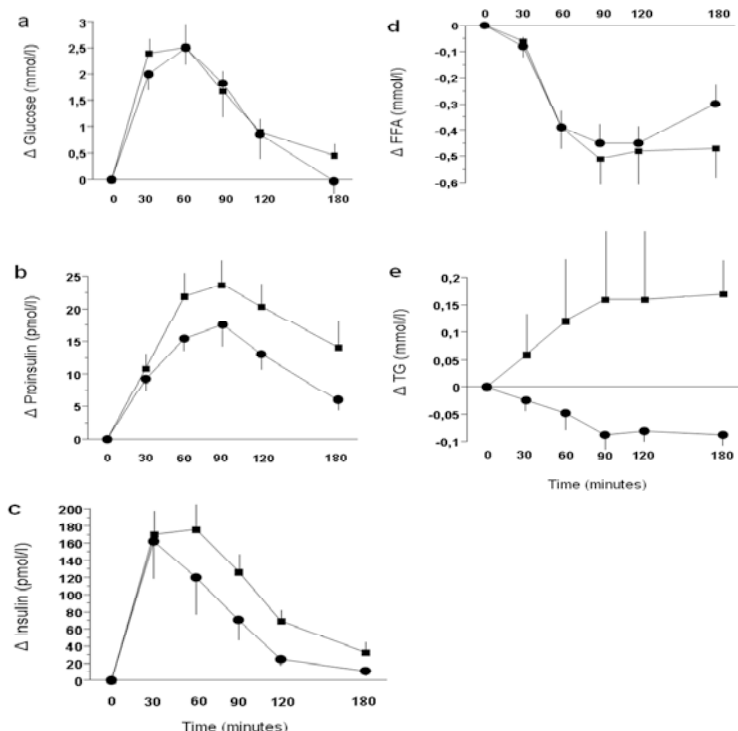 a
Δ Glucose (mmol/l)
3
2,5
2
1,5
1
0,5
0
0 30 60 90 120 180
b
Δ Proinsulin (pmol/l)
25
20
15
10
5
0
0 30 60 90 120 180
c
Δ Insulin (pmol/l)
200
180
160
140
120
100
80
60
40
20
0
0 30 60 90 120 180
Time (minutes)
d
0 30 60 90 120 180
Δ FFA (mmol/l)
0
-0,1
-0,2
-0,3
-0,4
-0,5
-0,6
e
Δ TG (mmol/l)
0,2
0,15
0,1
0,05
0
-0,05
-0,1
0 30 60 90 120 180
Time (minutes)